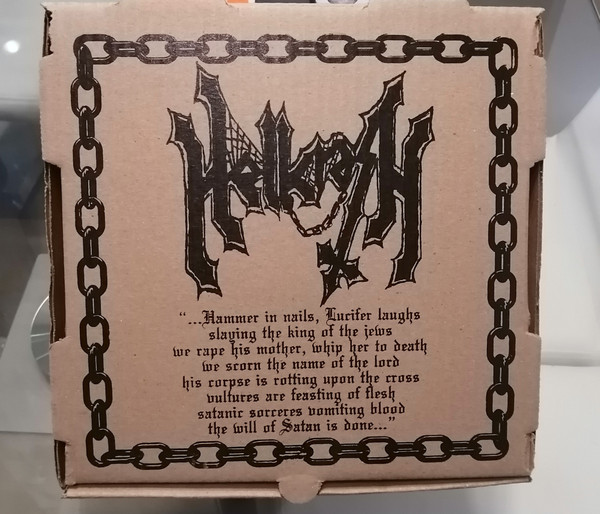 Hellcrash
"...Hammer in nails, Lucifer laughs
slaying the king of the jews
we rape his mother, whip her to death
we scorn the name of the lord
his corpse is rotting upon the cross
vultures are feasting of flesh
satanic sorceres vomiting blood
the will of Satan is done..."